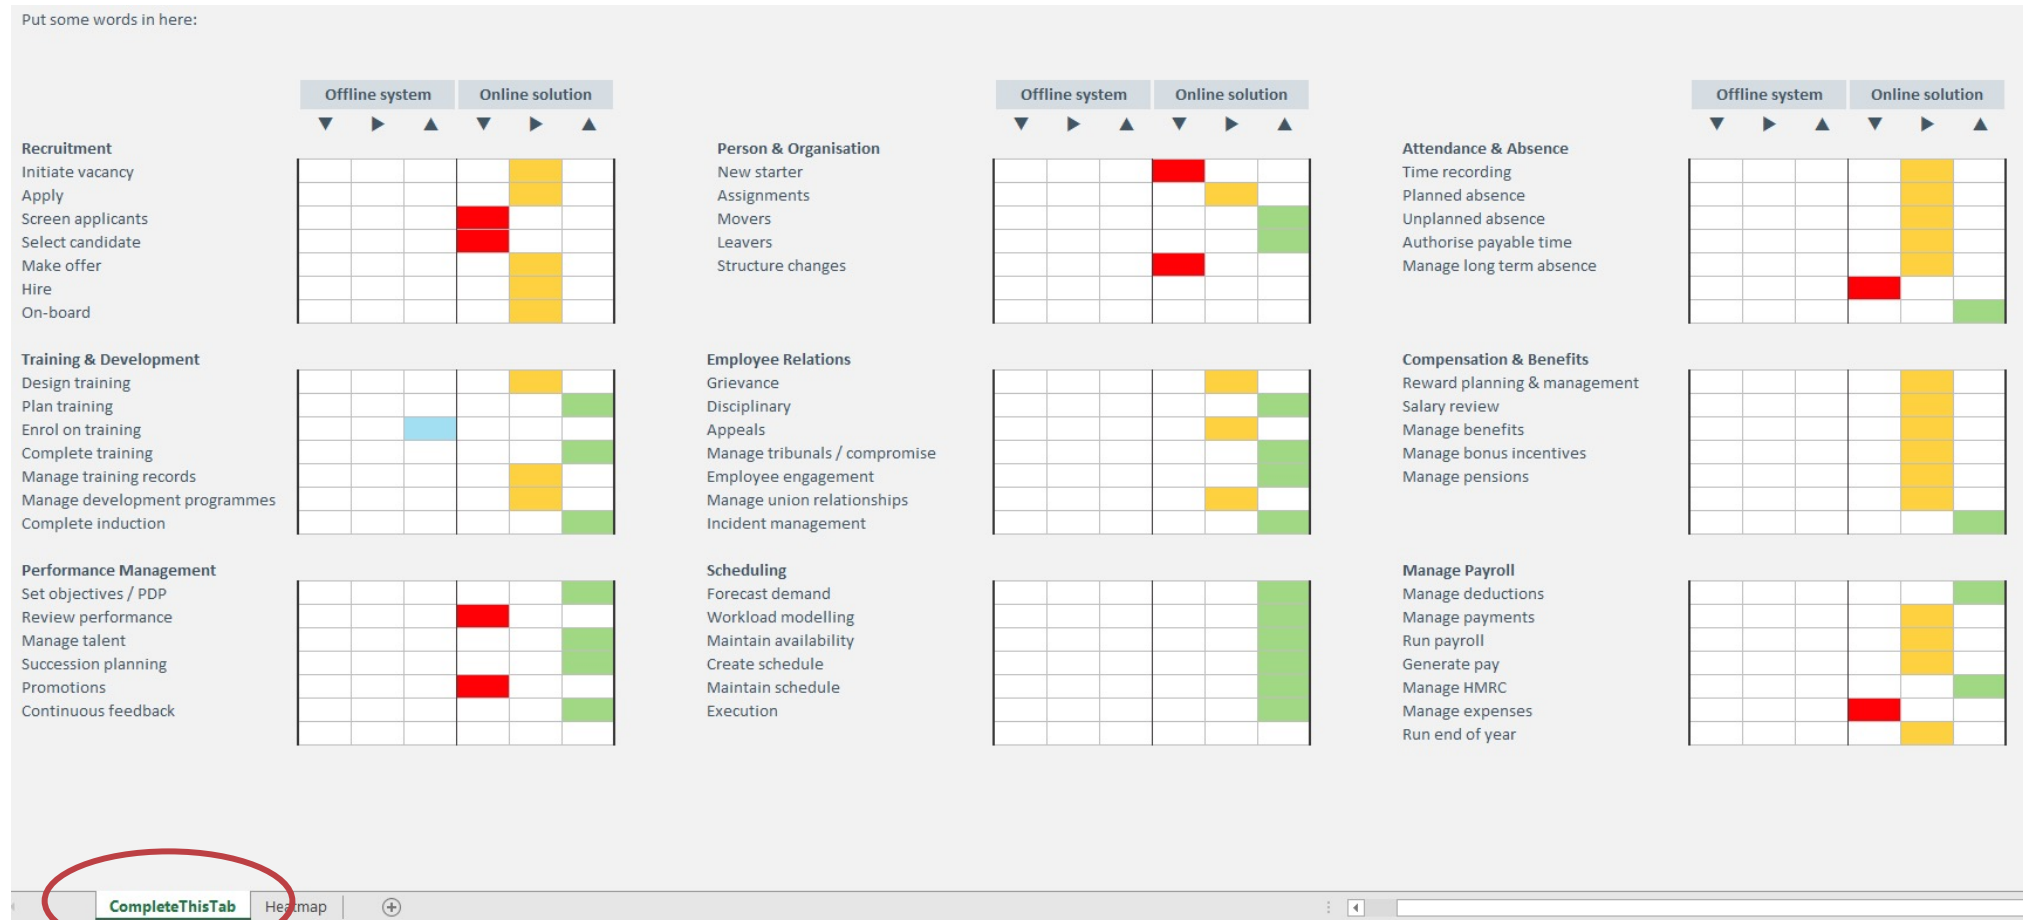 Put some words in here:
Offline system Online solution Offline system Online solution Offline system Online solution
▼ ► ▲ ▼ ► ▲ ▼ ► ▲ ▼ ► ▲ ▼ ► ▲ ▼ ► ▲
Recruitment
Initiate vacancy
Apply
Screen applicants
Select candidate
Make offer
Hire
On-board
Person & Organisation
New starter
Assignments
Movers
Leavers
Structure changes
Attendance & Absence
Time recording
Planned absence
Unplanned absence
Authorise payable time
Manage long term absence
Training & Development
Design training
Plan training
Enrol on training
Complete training
Manage training records
Manage development programmes
Complete induction
Employee Relations
Grievance
Disciplinary
Appeals
Manage tribunals / compromise
Employee engagement
Manage union relationships
Incident management
Compensation & Benefits
Reward planning & management
Salary review
Manage benefits
Manage bonus incentives
Manage pensions
Performance Management
Set objectives / PDP
Review performance
Manage talent
Succession planning
Promotions
Continuous feedback
Scheduling
Forecast demand
Workload modelling
Maintain availability
Create schedule
Maintain schedule
Execution
Manage Payroll
Manage deductions
Manage payments
Run payroll
Generate pay
Manage HMRC
Manage expenses
Run end of year
CompleteThisTab Heatmap